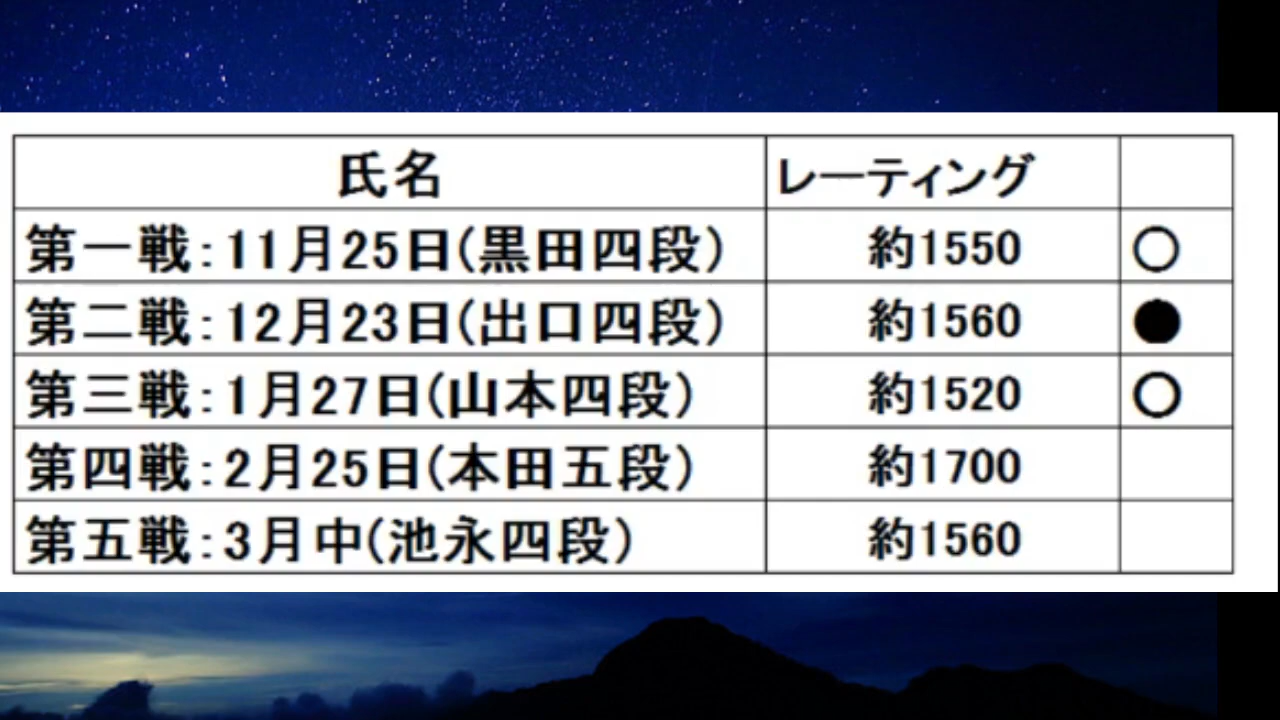 氏名 レーティング
第一戦:11月25日(黒田四段) 約1550 ○
第二戦:12月23日(出口四段) 約1560 ●
第三戦:1月27日(山本四段) 約1520 ○
第四戦:2月25日(本田五段) 約1700
第五戦:3月中(池永四段) 約1560